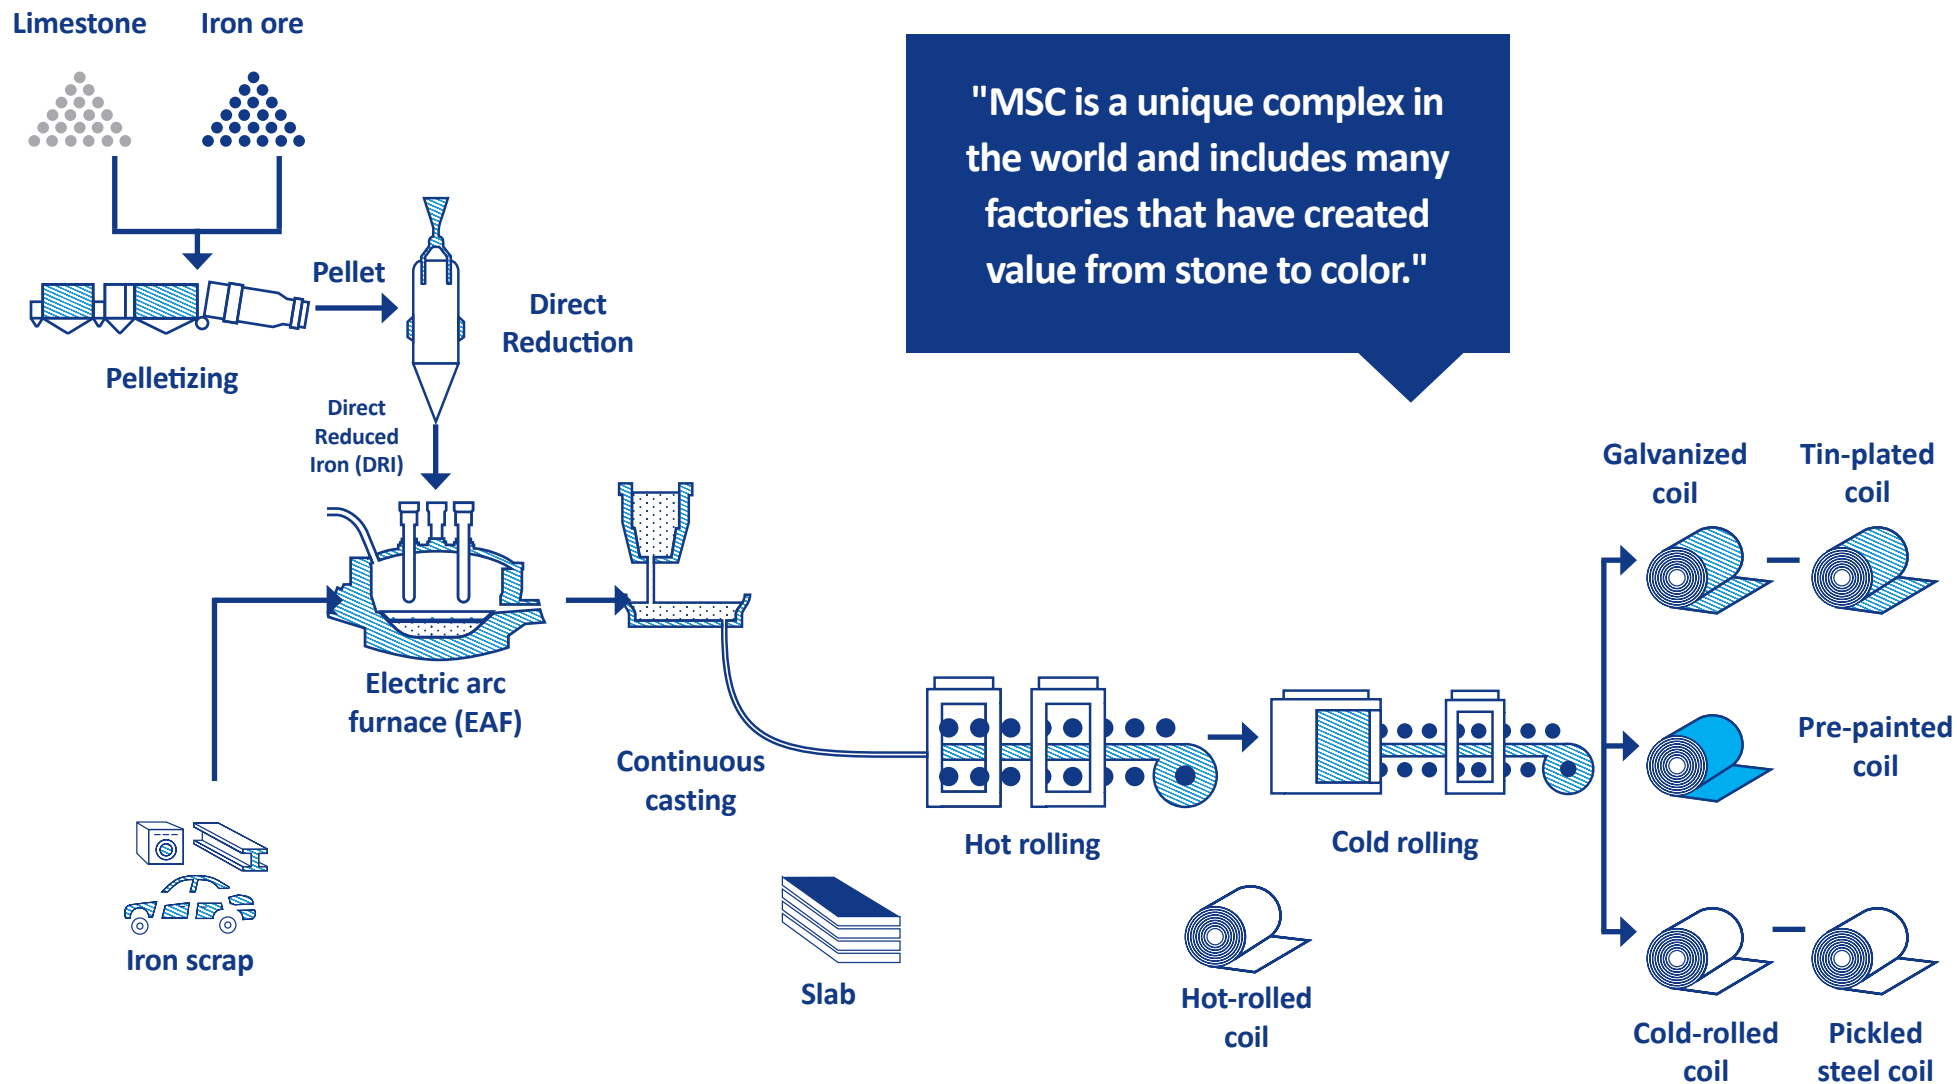 Limestone
Iron ore
"MSC is a unique complex in
the world and includes many
factories that have created
value from stone to color."
Pellet
Direct
Reduction
Pelletizing
Direct
Reduced
Iron (DRI)
Galvanized
coil
Tin-plated
coil
Electric arc
furnace (EAF)
Continuous
casting
Pre-painted
coil
Hot rolling
Cold rolling
Iron scrap
Slab
Hot-rolled
coil
Cold-rolled
coil
Pickled
steel coil